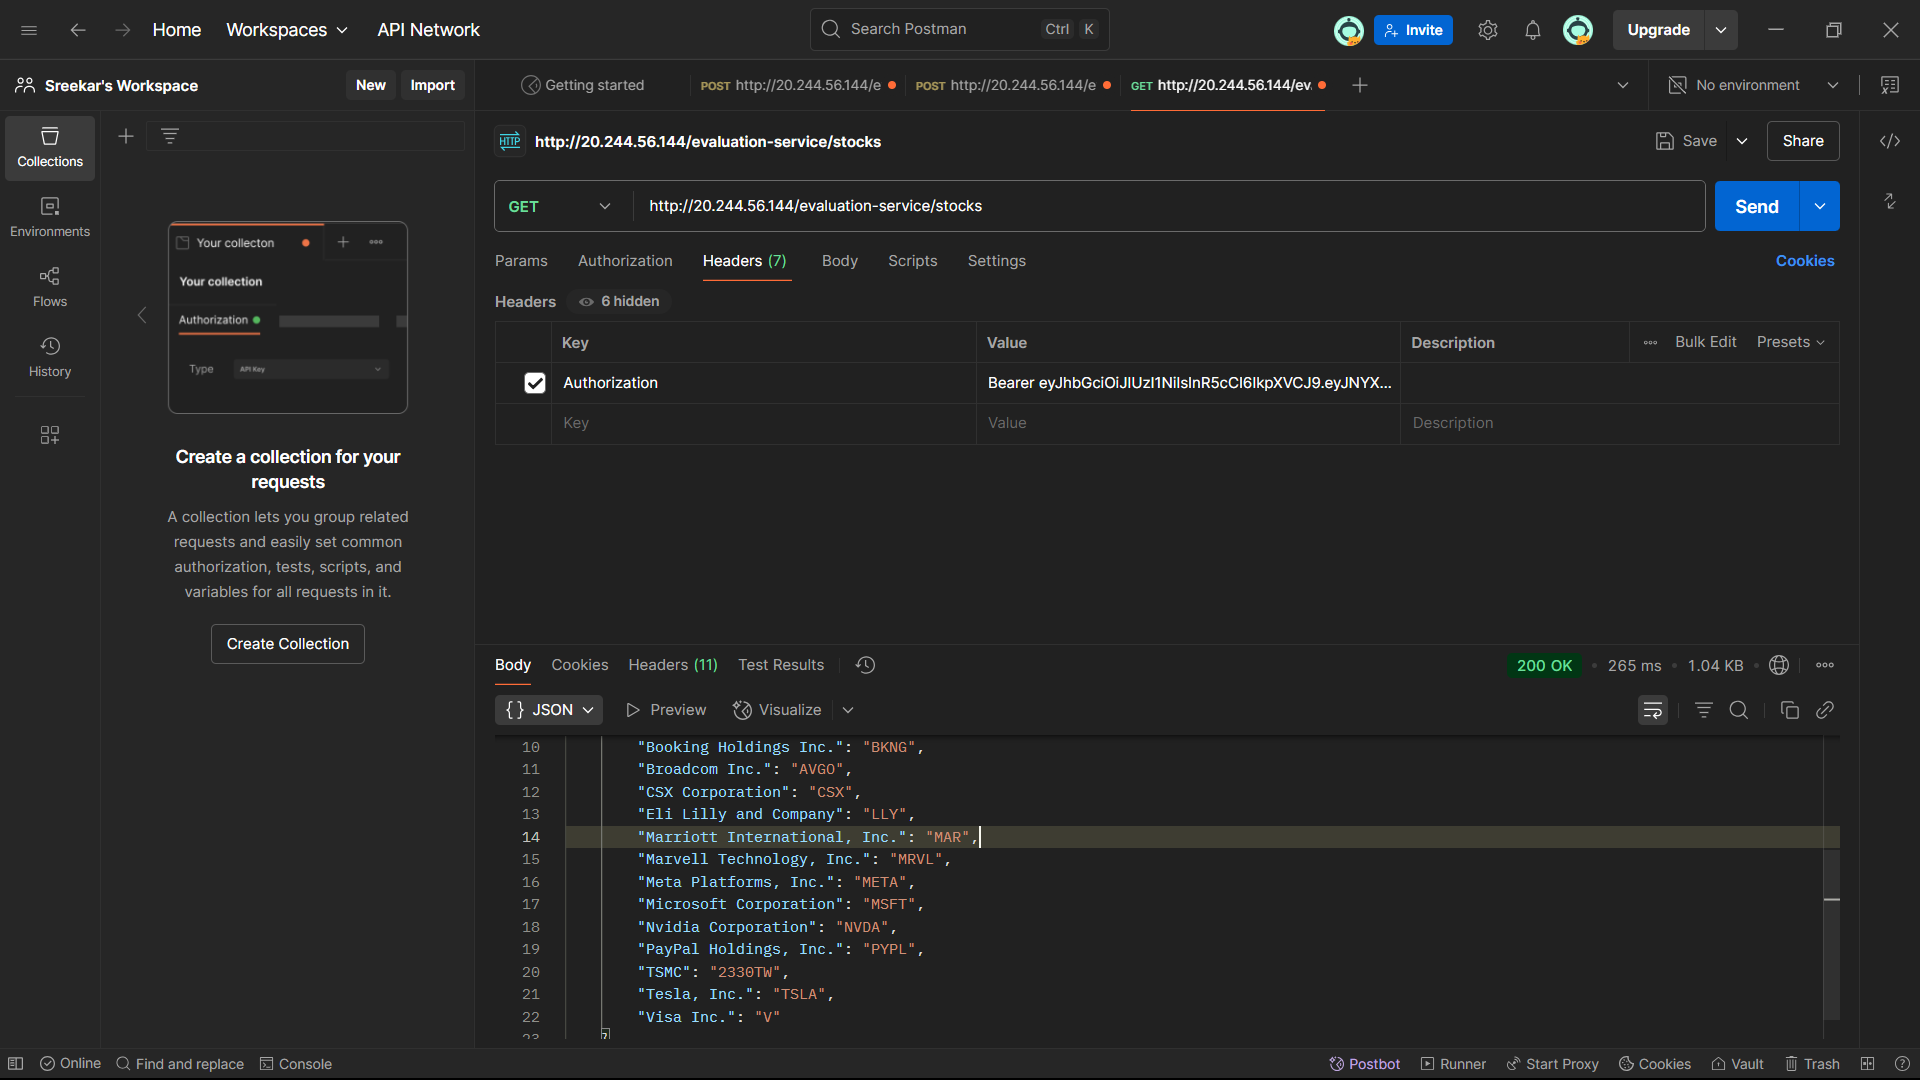 Home
Workspaces
API Network
Search Postman
Ctrl K
Invite
Upgrade
Sreekar's Workspace
New
Import
Getting started
POST http://20.244.56.144/e
POST http://20.244.56.144/e
GET http://20.244.56.144/ev
No environment
Collections
Environments
Flows
History
Your collecton
Your collection
Authorization
Type
API Key
Create a collection for your
requests
A collection lets you group related
requests and easily set common
authorization, tests, scripts, and
variables for all requests in it.
Create Collection
HTTP http://20.244.56.144/evaluation-service/stocks
Save
Share
GET
http://20.244.56.144/evaluation-service/stocks
Send
Params
Authorization
Headers (7)
Body
Scripts
Settings
Cookies
Headers
6 hidden
Key
Value
Description
Bulk Edit
Presets
Authorization
Bearer eyJhbGciOiJIUzI1NiIsInR5cCI6IkpXVCJ9.eyJNYX...
Key
Value
Description
Body
Cookies
Headers (11)
Test Results
200 OK
265 ms
1.04 KB
{} JSON
Preview
Visualize
10 "Booking Holdings Inc.": "BKNG",
11 "Broadcom Inc.": "AVGO",
12 "CSX Corporation": "CSX",
13 "Eli Lilly and Company": "LLY",
14 "Marriott International, Inc.": "MAR",
15 "Marvell Technology, Inc.": "MRVL",
16 "Meta Platforms, Inc.": "META",
17 "Microsoft Corporation": "MSFT",
18 "Nvidia Corporation": "NVDA",
19 "PayPal Holdings, Inc.": "PYPL",
20 "TSMC": "2330TW",
21 "Tesla, Inc.": "TSLA",
22 "Visa Inc.": "V"
23 }
Online
Find and replace
Console
Postbot
Runner
Start Proxy
Cookies
Vault
Trash